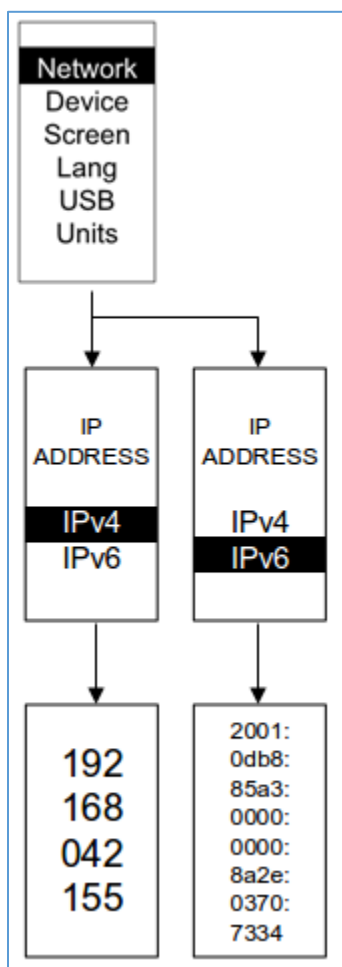 Network
Device
Screen
Lang
USB
Units
IP
ADDRESS
IPv4
IPv6
IP
ADDRESS
IPv4
IPv6
192
168
042
155
2001:
0db8:
85a3:
0000:
0000:
8a2e:
0370:
7334